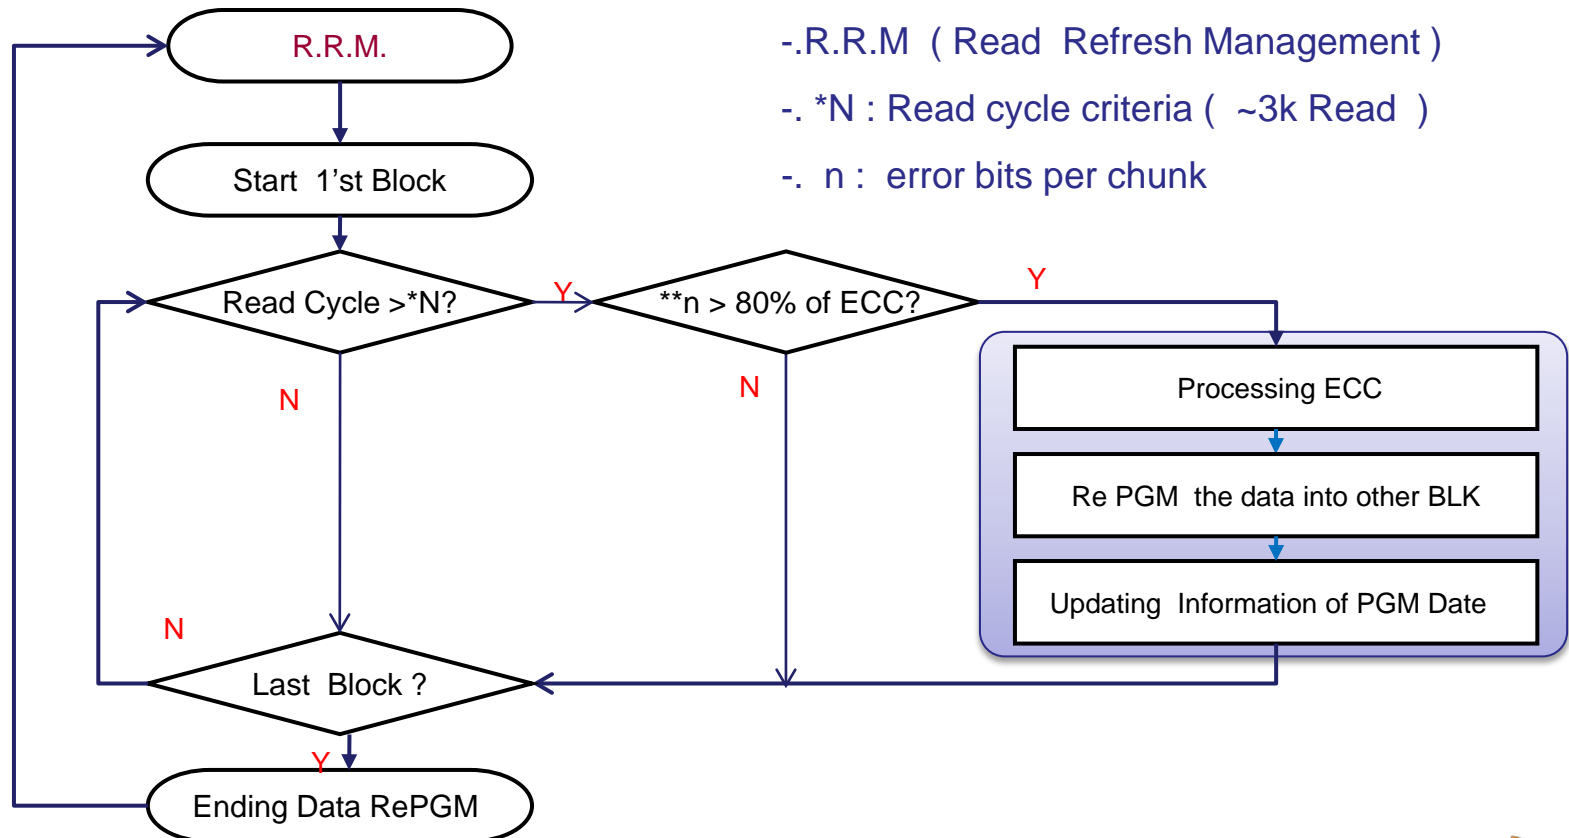 R.R.M.
-.R.R.M ( Read Refresh Management )
-. *N : Read cycle criteria ( ~3k Read )
-. n : error bits per chunk
Start 1'st Block
Read Cycle >*N?
Y
**n > 80% of ECC?
Y
N
N
Processing ECC
Re PGM the data into other BLK
Updating Information of PGM Date
N
Last Block ?
Y
Ending Data RePGM